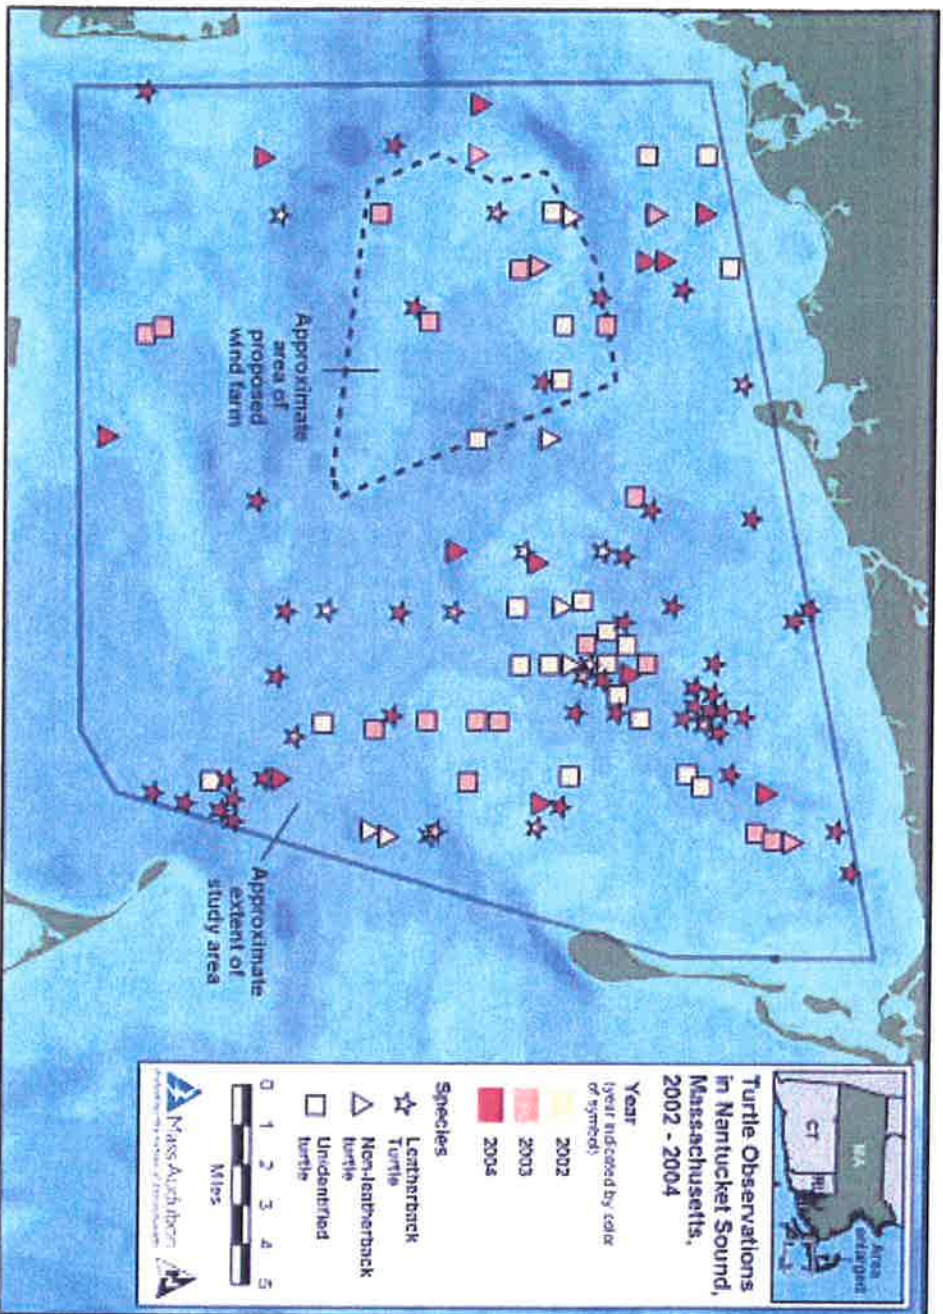 Turtle Observations
in Nantucket Sound,
Massachusetts,
2002 - 2004
Year
(year indicated by color
of symbol)
2002
2003
2004
Species
Leatherback
Turtle
Non-leatherback
turtle
Unidentified
turtle
0 1 2 3 4 5
Miles
Mass Audubon
CT
MA
RI
Area
enlarged
Approximate
area of
proposed
wind farm
Approximate
extent of
study area